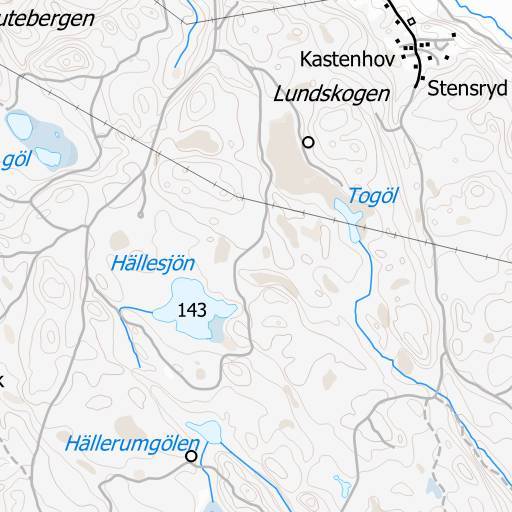 utebergen
Kastenhov
Lundskogen
Stensryd
göl
Togöl
Hällesjön
143
k
Hällerumgölen